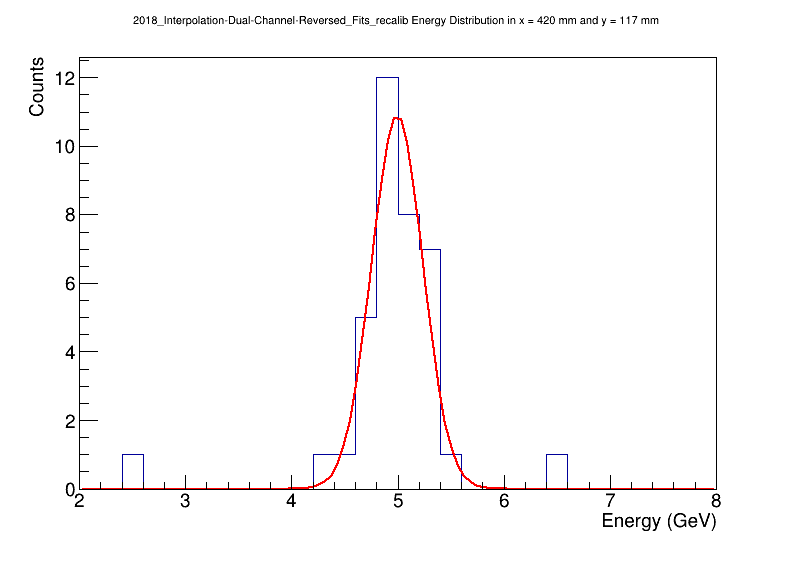 2018_Interpolation-Dual-Channel-Reversed_Fits_recalib Energy Distribution in x = 420 mm and y = 117 mm
Counts
12
10
8
6
4
2
0
2 3 4 5 6 7 8
Energy (GeV)